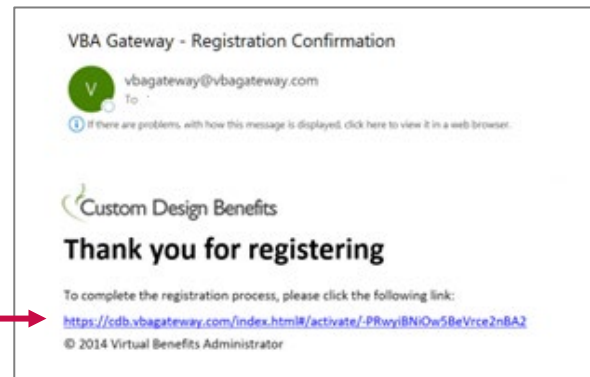 VBA Gateway - Registration Confirmation
V
vbagateway@vbagateway.com
To
If there are problems with how this message is displayed, click here to view it in a web browser.
Custom Design Benefits
Thank you for registering
To complete the registration process, please click the following link:
https://cdb.vbagateway.com/index.html#/activate/-PRwyiBNiOw5BeVrce2nBA2
© 2014 Virtual Benefits Administrator